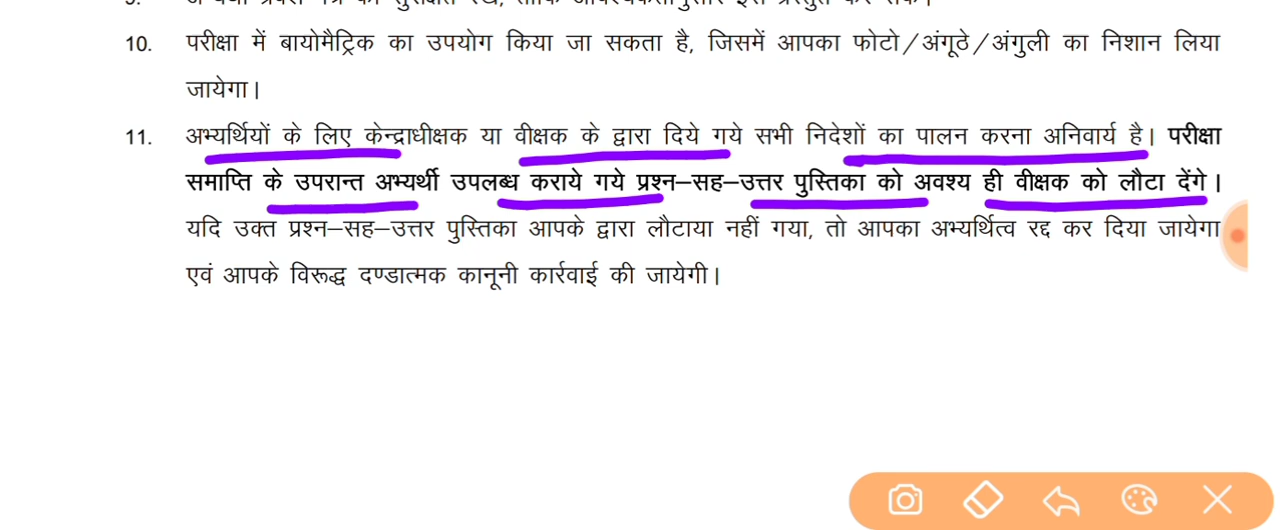 10. परीक्षा में बायोमैट्रिक का उपयोग किया जा सकता है, जिसमें आपका फोटो/अंगूठे/अंगुली का निशान लिया
जायेगा।
11. अभ्यर्थियों के लिए केन्द्राधीक्षक या वीक्षक के द्वारा दिये गये सभी निदेशों का पालन करना अनिवार्य है। परीक्षा
समाप्ति के उपरान्त अभ्यर्थी उपलब्ध कराये गये प्रश्न–सह–उत्तर पुस्तिका को अवश्य ही वीक्षक को लौटा देंगे।
यदि उक्त प्रश्न–सह–उत्तर पुस्तिका आपके द्वारा लौटाया नहीं गया, तो आपका अभ्यर्थित्व रद्द कर दिया जायेगा
एवं आपके विरूद्ध दण्डात्मक कानूनी कार्रवाई की जायेगी।